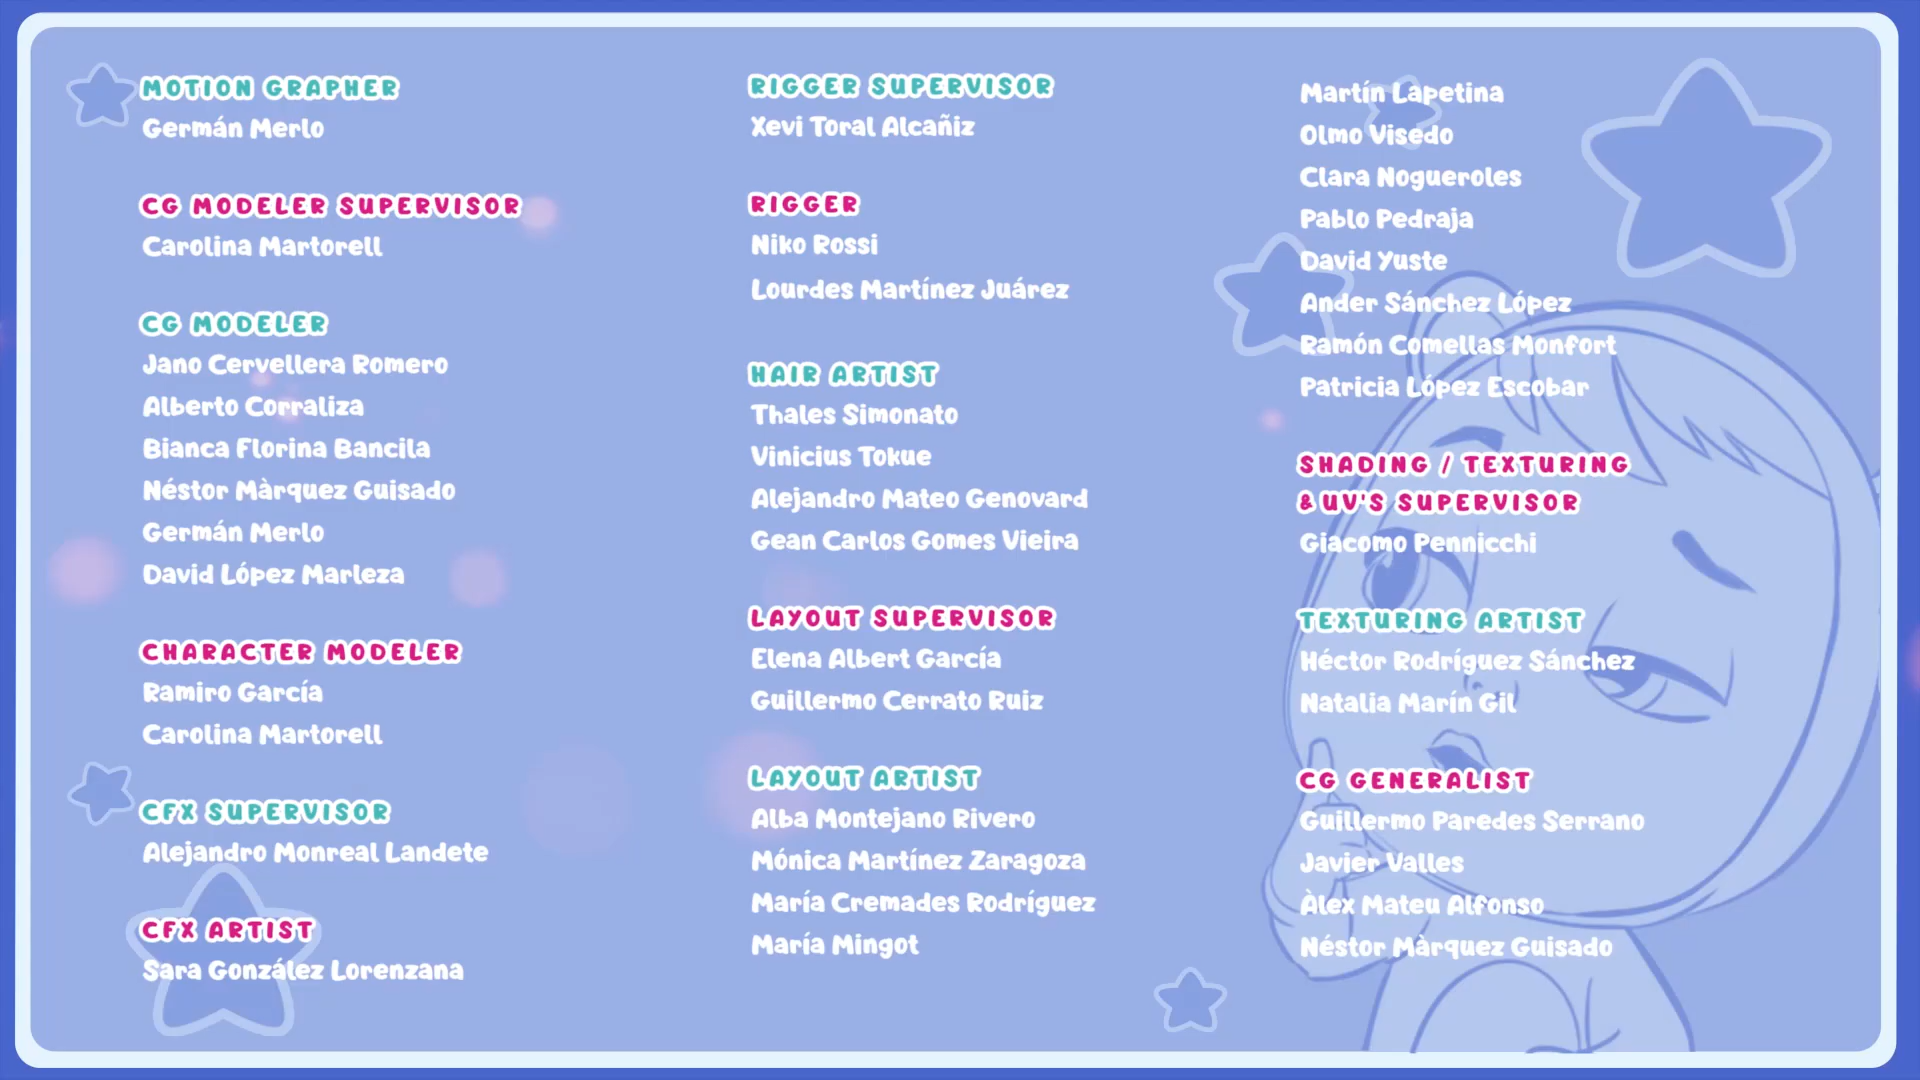 MOTION GRAPHER
Germán Merlo
CG MODELER SUPERVISOR
Carolina Martorell
CG MODELER
Jano Cervellera Romero
Alberto Corraliza
Bianca Florina Bancila
Néstor Màrquez Guisado
Germán Merlo
David López Marleza
CHARACTER MODELER
Ramiro García
Carolina Martorell
CFX SUPERVISOR
Alejandro Monreal Landete
CFX ARTIST
Sara González Lorenzana
RIGGER SUPERVISOR
Xevi Toral Alcañiz
RIGGER
Niko Rossi
Lourdes Martínez Juárez
HAIR ARTIST
Thales Simonato
Vinicius Tokue
Alejandro Mateo Genovard
Gean Carlos Gomes Vieira
LAYOUT SUPERVISOR
Elena Albert García
Guillermo Cerrato Ruiz
LAYOUT ARTIST
Alba Montejano Rivero
Mónica Martínez Zaragoza
María Cremades Rodríguez
María Mingot
Martín Lapetina
Olmo Visedo
Clara Nogueroles
Pablo Pedraja
David Yuste
Ander Sánchez López
Ramón Comellas Monfort
Patricia López Escobar
SHADING / TEXTURING
& UV'S SUPERVISOR
Giacomo Pennicchi
TEXTURING ARTIST
Héctor Rodríguez Sánchez
Natalia Marín Gil
CG GENERALIST
Guillermo Paredes Serrano
Javier Valles
Àlex Mateu Alfonso
Néstor Màrquez Guisado